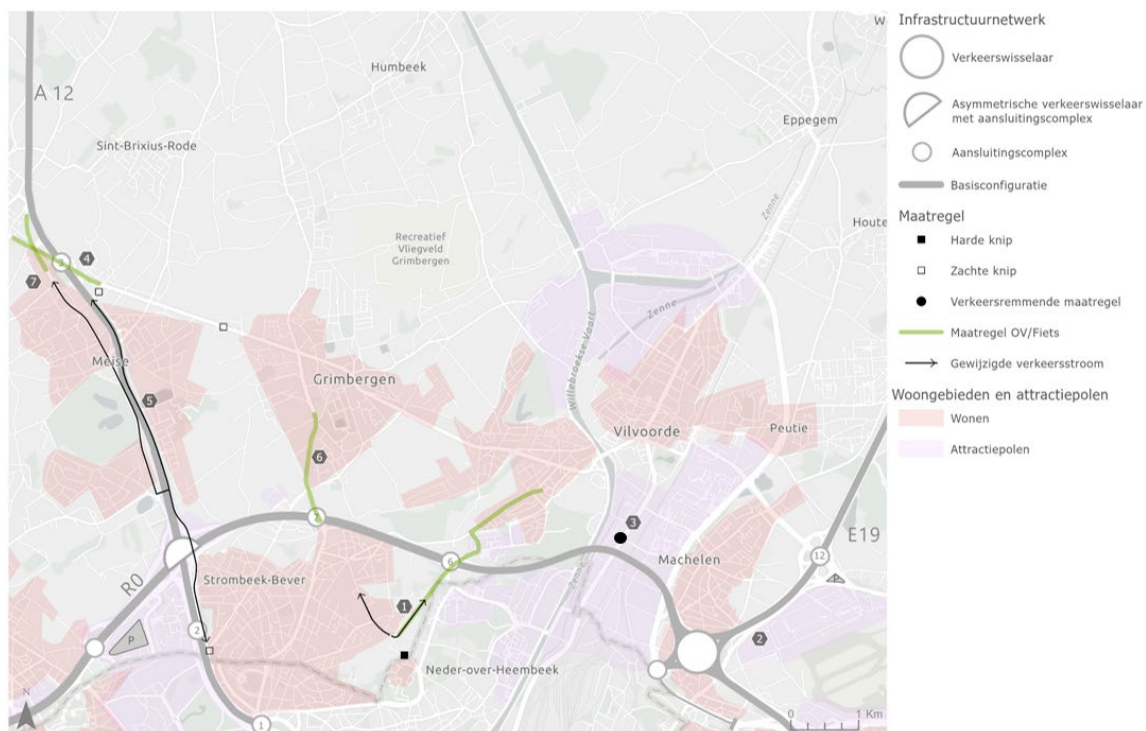 W
Humbeek
A 12
Eppegem
Sint-Brixius-Rode
Zenne
Houte
Recreatief
Vliegveld
Grimbergen
3
4
7
Zenne
Willebroekse Vaart
Meise
Grimbergen
5
Vilvoorde
Peutie
6
7
3
E19
Machelen
12
6
R0
Strombeek-Bever
Zenne
1
2
P
2
Neder-over-Heembeek
N
1
0 1 Km
Infrastructuurnetwerk
Verkeerswisselaar
Asymmetrische verkeerswisselaar
met aansluitingscomplex
Aansluitingscomplex
Basisconfiguratie
Maatregel
Harde knip
Zachte knip
Verkeersremmende maatregel
Maatregel OV/Fiets
Gewijzigde verkeersstroom
Woongebieden en attractiepolen
Wonen
Attractiepolen